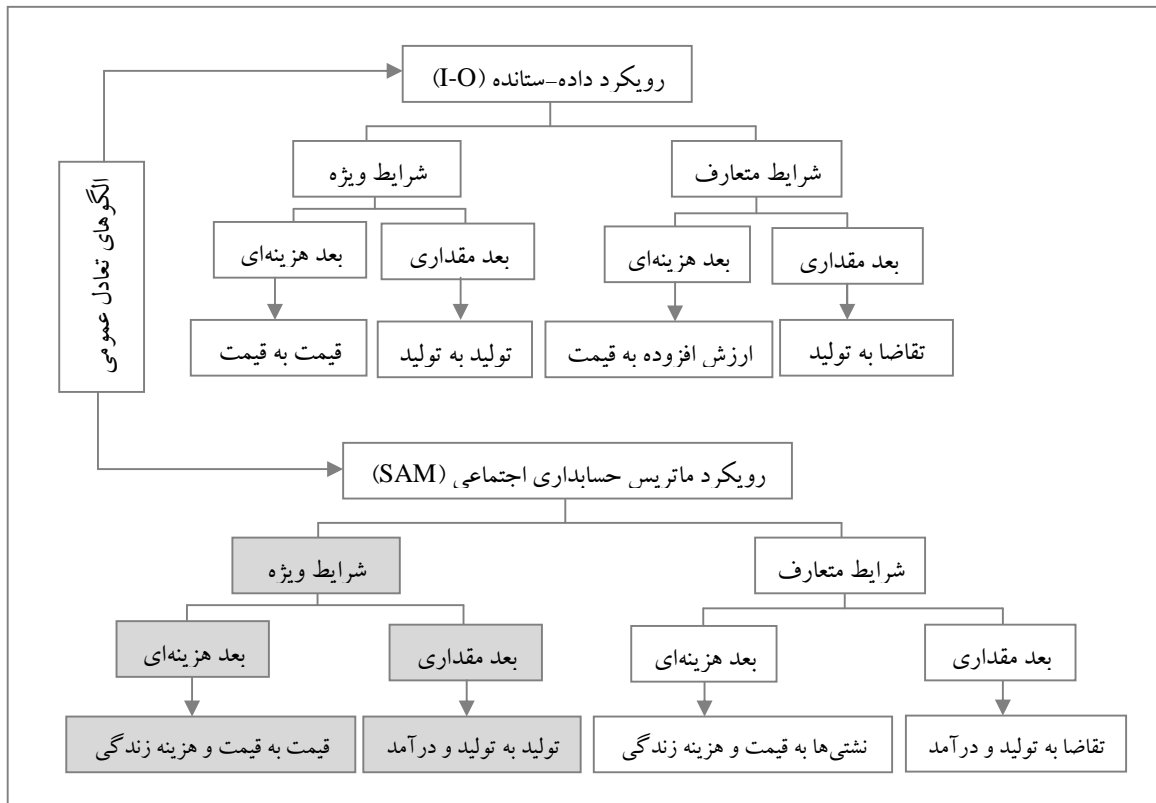 رویکرد داده-ستانده (I-O)
شرایط متعارف
شرایط ویژه
بعد مقداری
بعد هزینه‌ای
بعد مقداری
بعد هزینه‌ای
تقاضا به تولید
ارزش افزوده به قیمت
تولید به تولید
قیمت به قیمت
الگوهای تعادل عمومی
رویکرد ماتریس حسابداری اجتماعی (SAM)
شرایط متعارف
شرایط ویژه
بعد مقداری
بعد هزینه‌ای
بعد مقداری
بعد هزینه‌ای
تقاضا به تولید و درآمد
نشتی‌ها به قیمت و هزینه زندگی
تولید به تولید و درآمد
قیمت به قیمت و هزینه زندگی